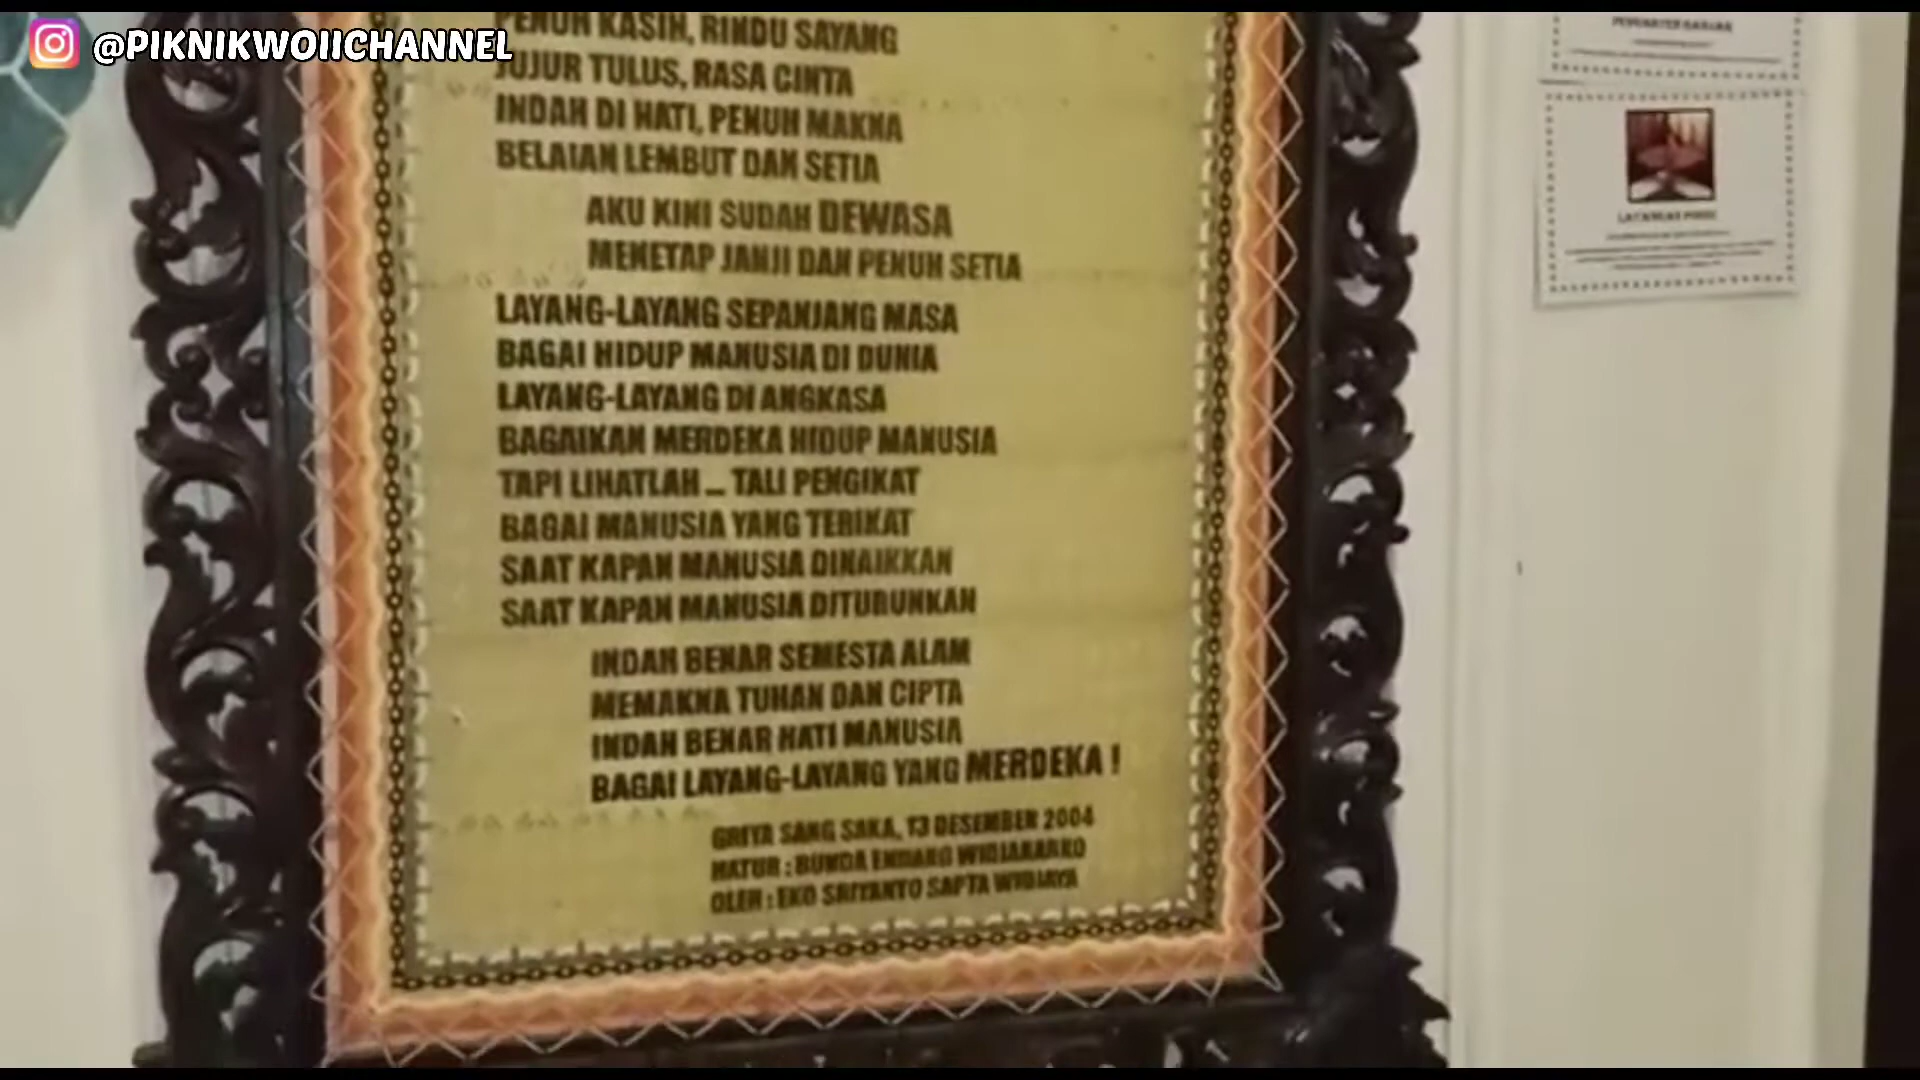 @PIKNIKWOIICHANNEL
PENUH KASIH, RINDU SAYANG
JUJUR TULUS, RASA CINTA
INDAH DI HATI, PENUH MAKNA
BELAIAN LEMBUT DAN SETIA
AKU KINI SUDAH DEWASA
MENETAP JANJI DAN PENUH SETIA
LAYANG-LAYANG SEPANJANG MASA
BAGAI HIDUP MANUSIA DI DUNIA
LAYANG-LAYANG DI ANGKASA
BAGAIKAN MERDEKA HIDUP MANUSIA
TAPI LIHATLAH ... TALI PENGIKAT
BAGAI MANUSIA YANG TERIKAT
SAAT KAPAN MANUSIA DINAIKKAN
SAAT KAPAN MANUSIA DITURUNKAN
INDAH BENAR SEMESTA ALAM
MEMAKNA TUHAN DAN CIPTA
INDAH BENAR HATI MANUSIA
BAGAI LAYANG-LAYANG YANG MERDEKA !
GRIYA SANG SAKA, 13 DESEMBER 2004
HATUR : BUNDA ENDANG
OLEH : EKO SRIYANTO SAPTA WIDJAYA